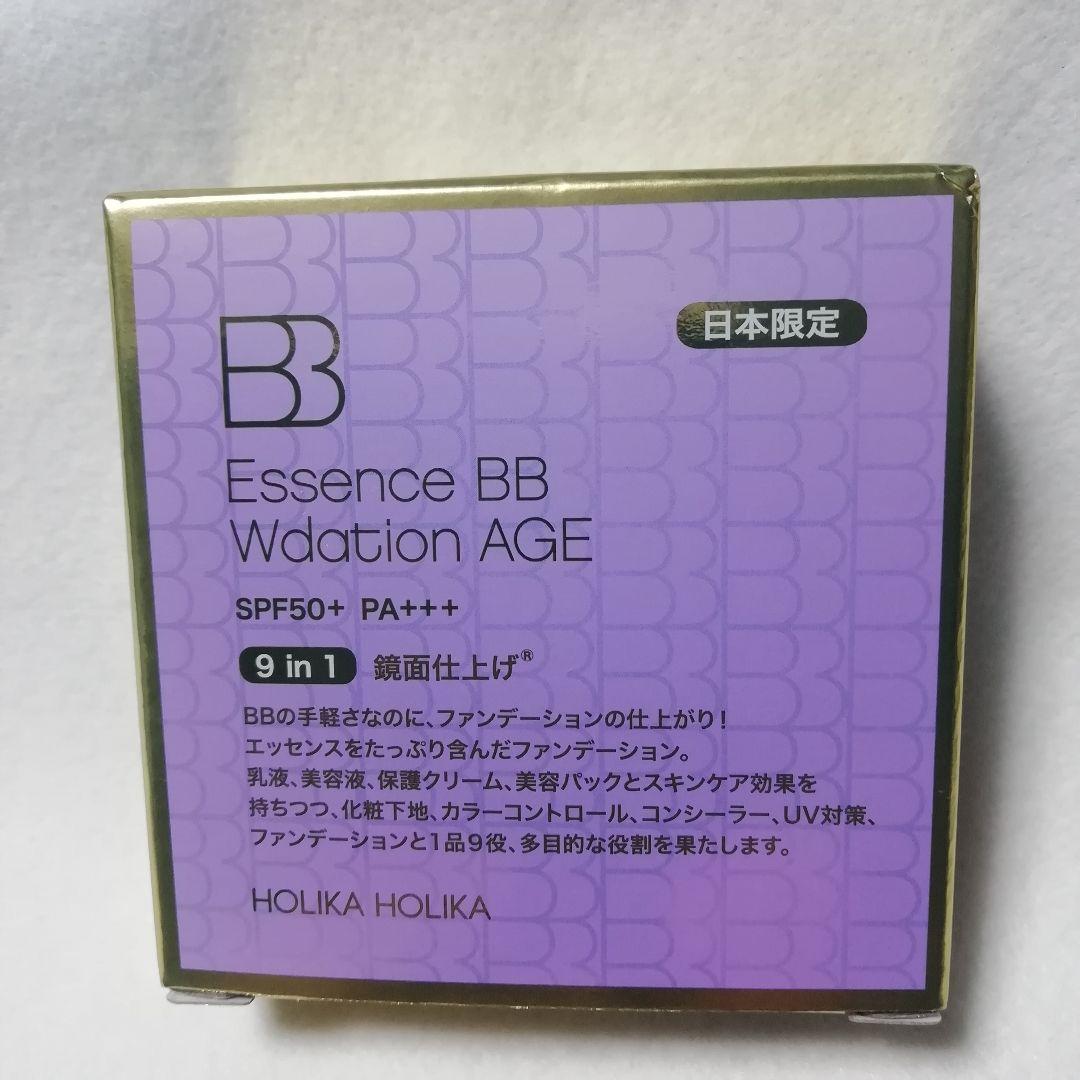 日本限定
BB
Essence BB
Wdation AGE
SPF50+ PA+++
9 in 1 鏡面仕上げ®
BBの手軽さなのに、ファンデーションの仕上がり!
エッセンスをたっぷり含んだファンデーション。
乳液、美容液、保護クリーム、美容パックとスキンケア効果を
持ちつつ、化粧下地、カラーコントロール、コンシーラー、UV対策、
ファンデーションと1品9役、多目的な役割を果たします。
HOLIKA HOLIKA